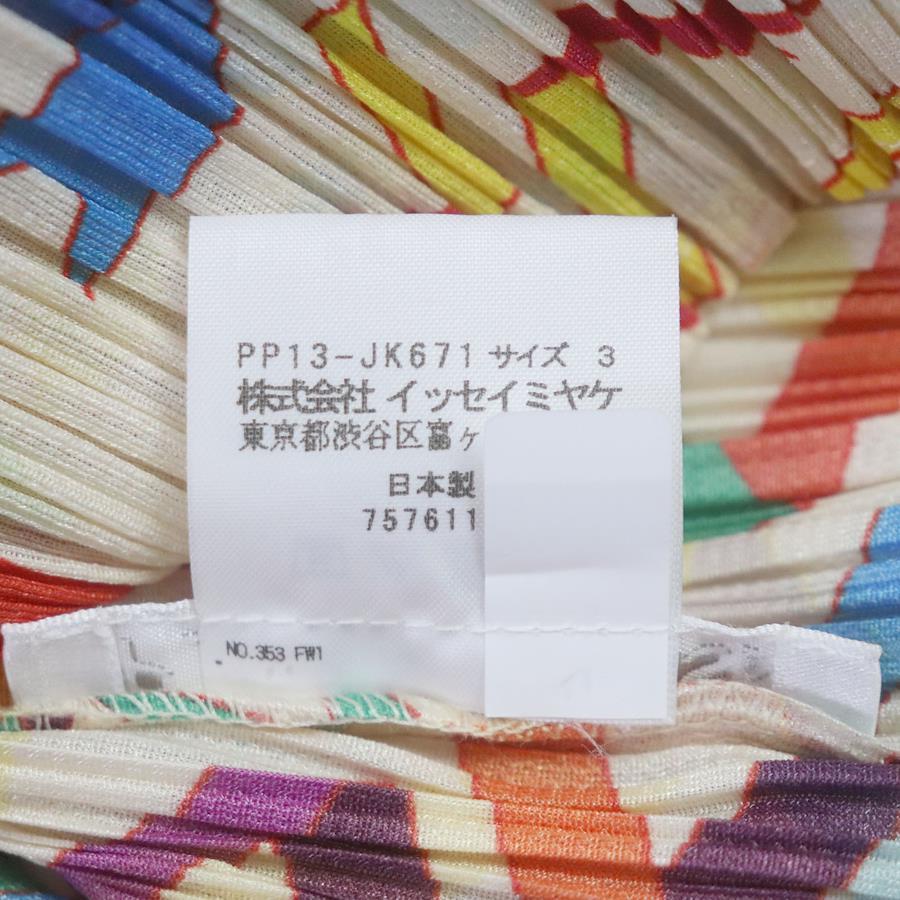 PP13-JK671 サイズ 3
株式会社 イッセイミヤケ
東京都渋谷区富ヶ
日本製
757611
NO.353 FW1